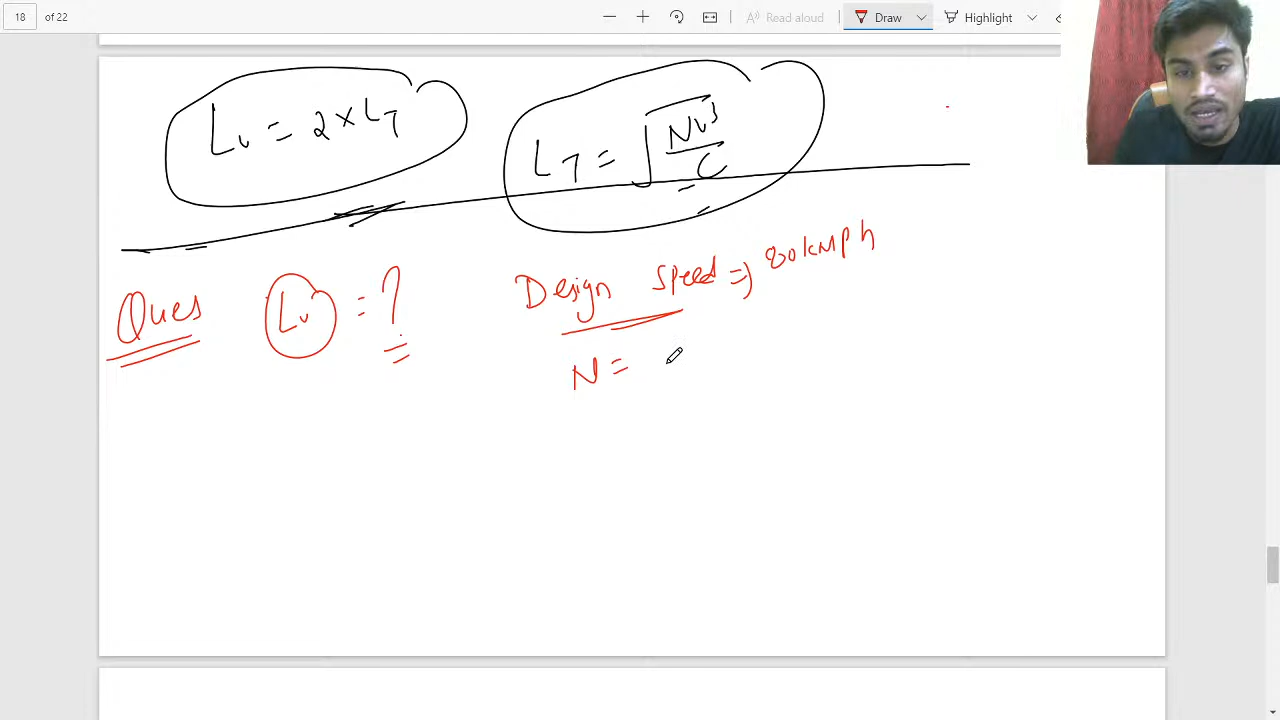 18 of 22
Read aloud
Draw
Highlight
Lv = 2 x LT
LT = √(Nv³/C)
Ques Lv = ? Design Speed => 80 kMph
N =